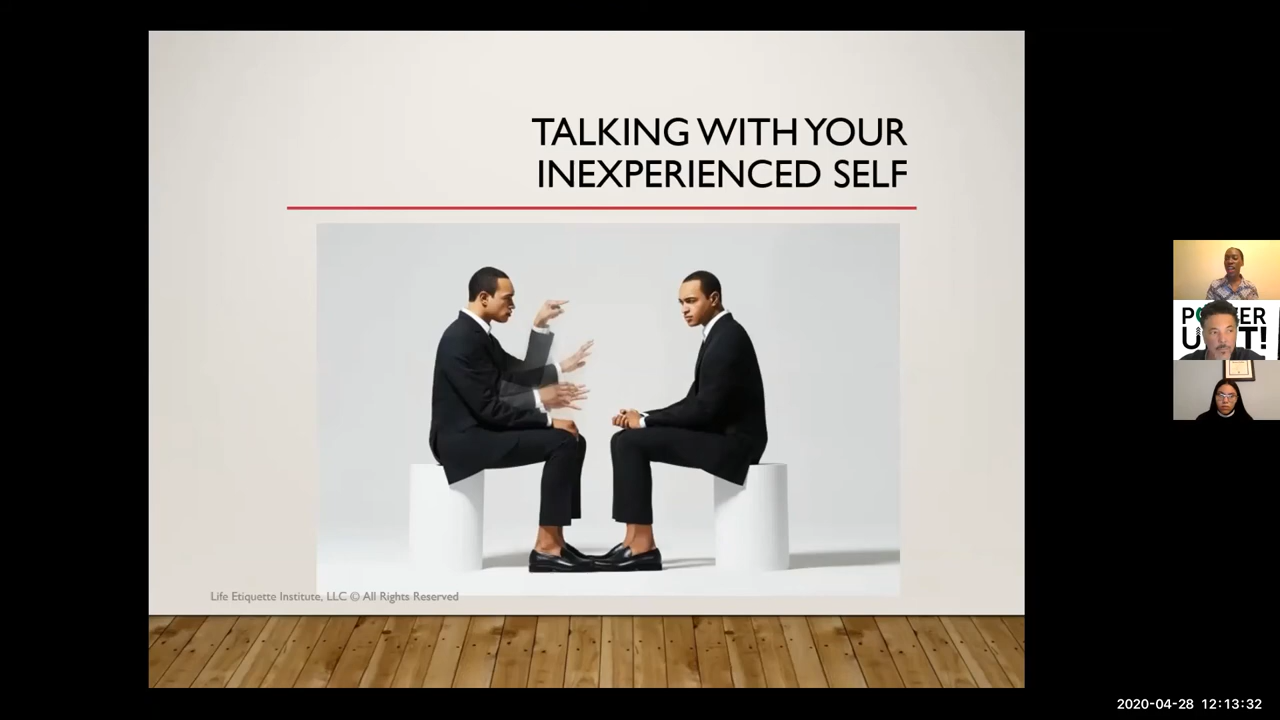 TALKING WITH YOUR
INEXPERIENCED SELF
Life Etiquette Institute, LLC © All Rights Reserved
2020-04-28 12:13:32